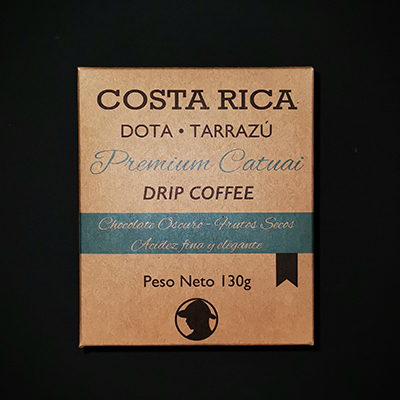 COSTA RICA
DOTA • TARRAZÚ
Premium Catuai
DRIP COFFEE
Chocolate Oscuro - Frutos Secos
Acidez fina y elegante
Peso Neto 130g